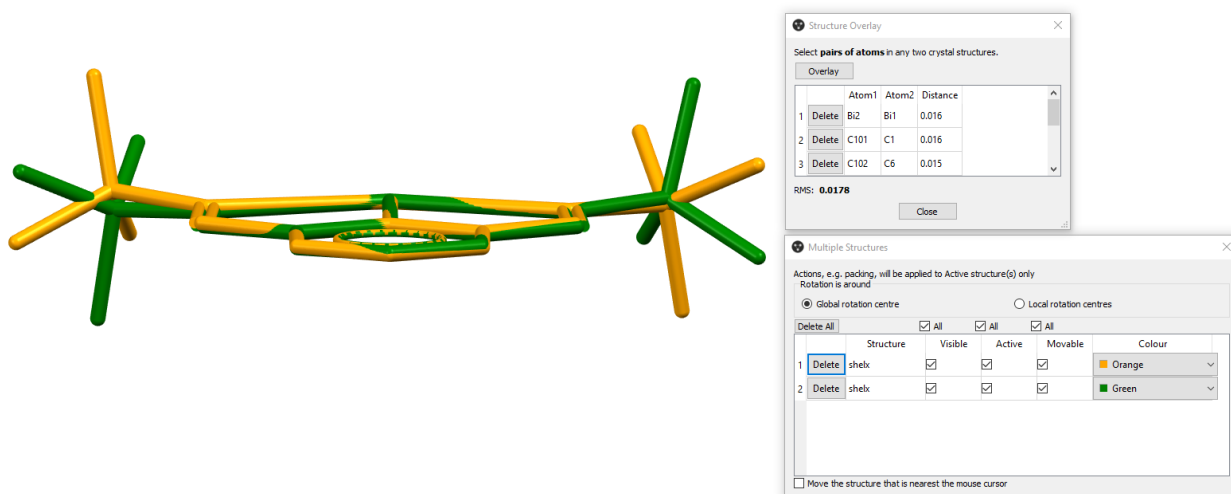 Structure Overlay
Select pairs of atoms in any two crystal structures.
Overlay
Atom1 Atom2 Distance
1 Delete Bi2 Bi1 0.016
2 Delete C101 C1 0.016
3 Delete C102 C6 0.015
RMS: 0.0178
Close
Multiple Structures
Actions, e.g. packing, will be applied to Active structure(s) only
Rotation is around
Global rotation centre Local rotation centres
Delete All All All All
Structure Visible Active Movable Colour
1 Delete shelx Orange
2 Delete shelx Green
Move the structure that is nearest the mouse cursor